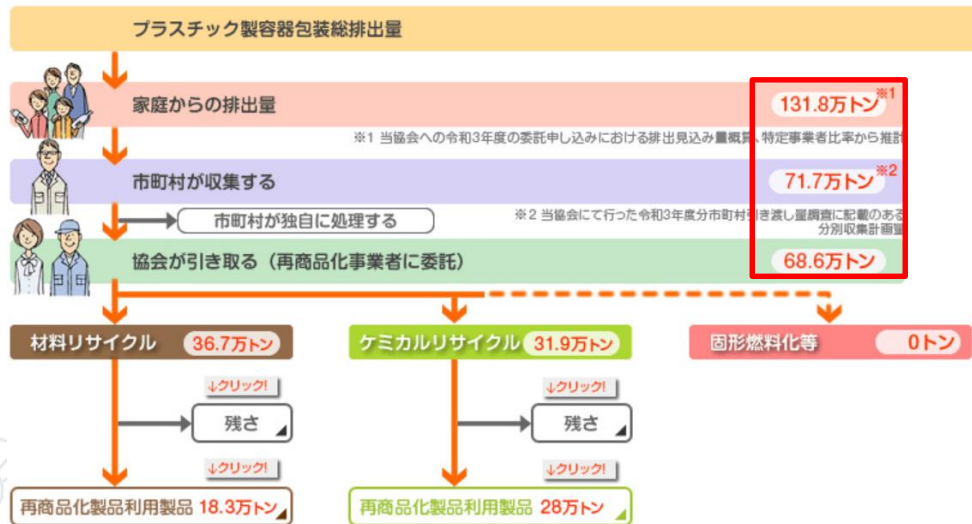 プラスチック製容器包装総排出量
家庭からの排出量 131.8万トン※1
※1 当協会への令和3年度の委託申し込みにおける排出見込み量概算、特定事業者比率から推計
市町村が収集する 71.7万トン※2
市町村が独自に処理する
※2 当協会にて行った令和3年度分市町村引き渡し量調査に記載のある
分別収集計画量
協会が引き取る（再商品化事業者に委託） 68.6万トン
材料リサイクル 36.7万トン
ケミカルリサイクル 31.9万トン
固形燃料化等 0トン
↓クリック!
↓クリック!
残さ
残さ
↓クリック!
↓クリック!
再商品化製品利用製品 18.3万トン
再商品化製品利用製品 28万トン